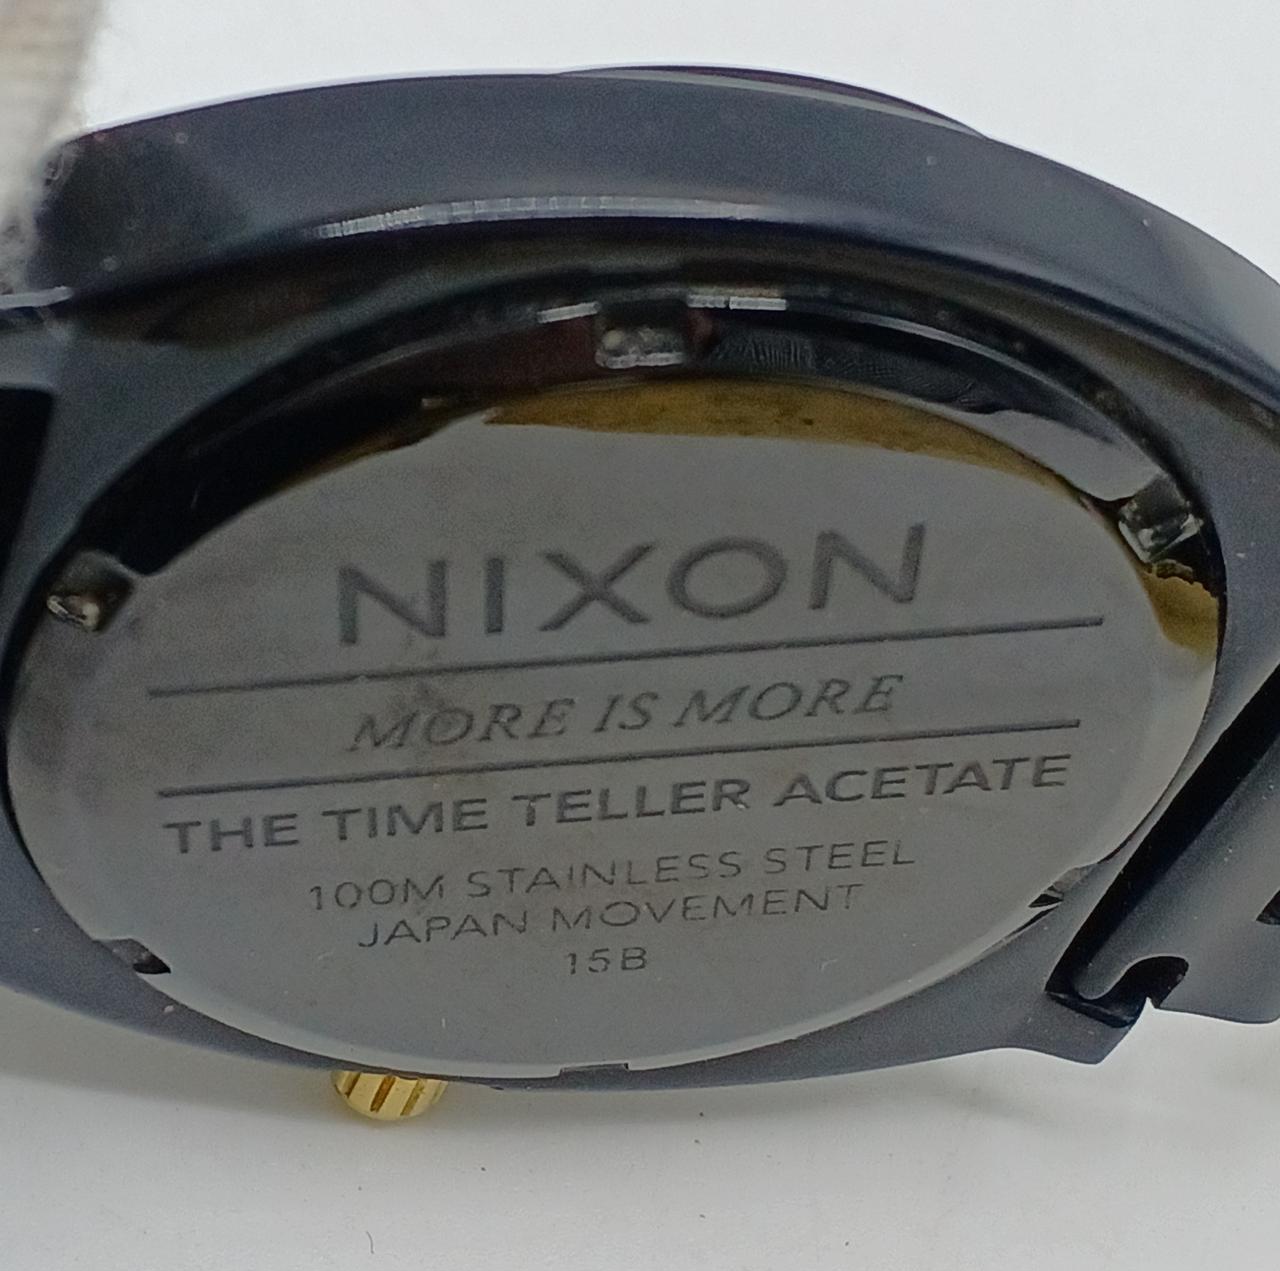 NIXON
MORE IS MORE
THE TIME TELLER ACETATE
100M STAINLESS STEEL
JAPAN MOVEMENT
15B